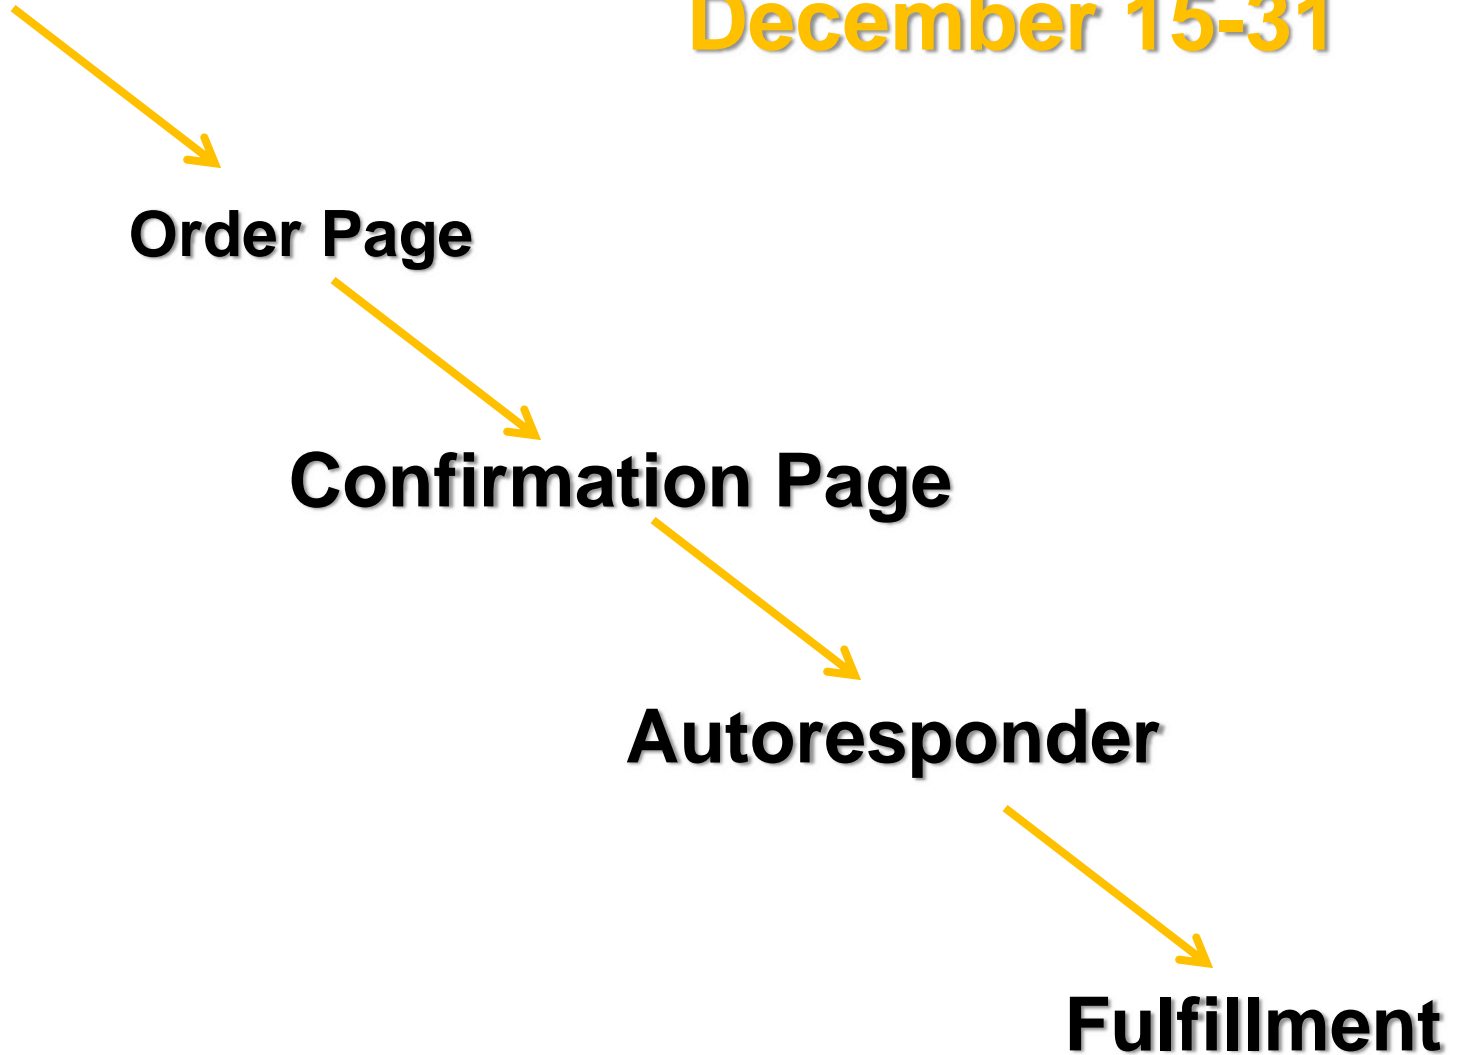 December 15-31
Order Page
Confirmation Page
Autoresponder
Fulfillment